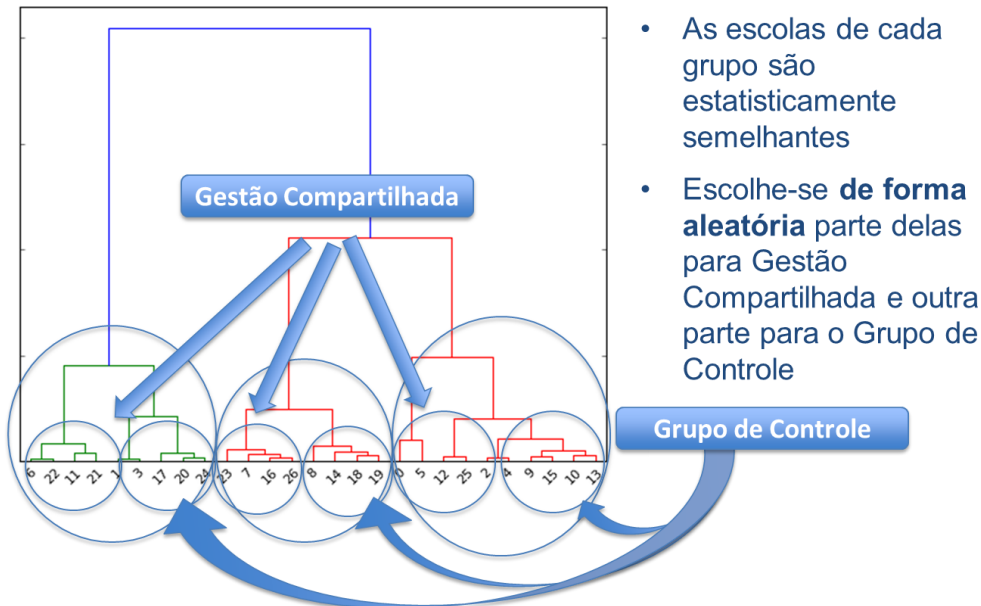 • As escolas de cada
grupo são
estatisticamente
semelhantes
• Escolhe-se de forma
aleatória parte delas
para Gestão
Compartilhada e outra
parte para o Grupo de
Controle
Gestão Compartilhada
Grupo de Controle
6 22 11 21 1 3 17 20 24 23 7 16 26 8 14 18 19 0 5 12 25 2 4 9 15 10 13